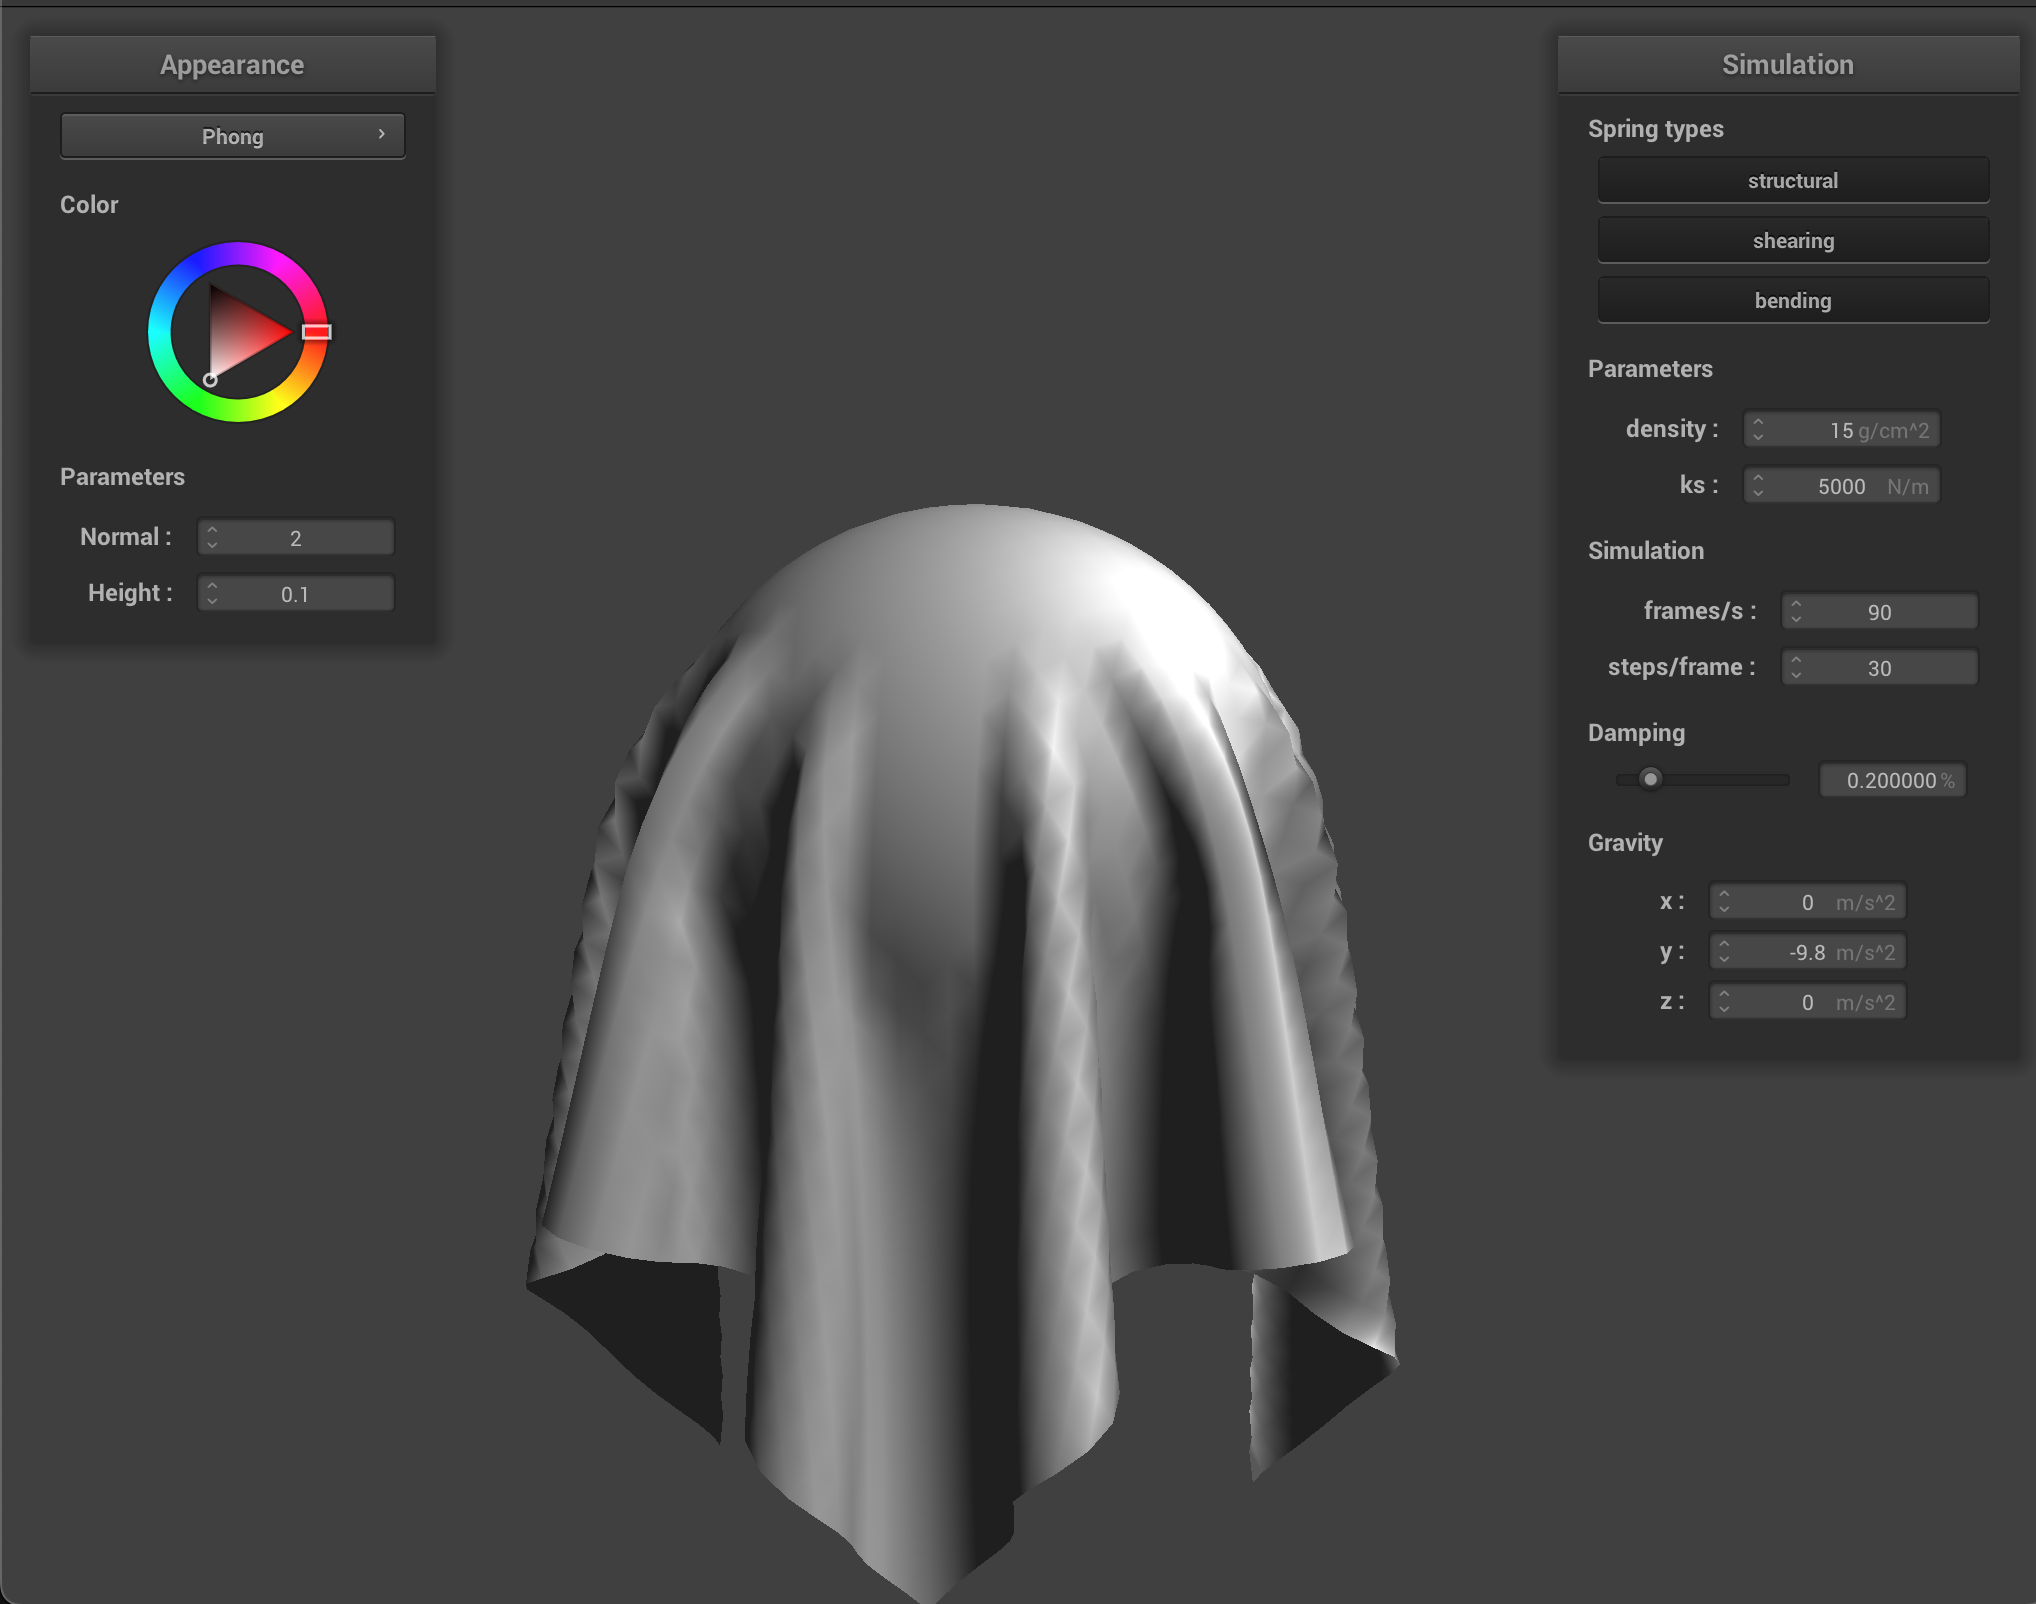 Appearance
Phong
Color
Parameters
Normal : 2
Height : 0.1
Simulation
Spring types
structural
shearing
bending
Parameters
density : 15 g/cm^2
ks : 5000 N/m
Simulation
frames/s : 90
steps/frame : 30
Damping
0.200000 %
Gravity
x : 0 m/s^2
y : -9.8 m/s^2
z : 0 m/s^2